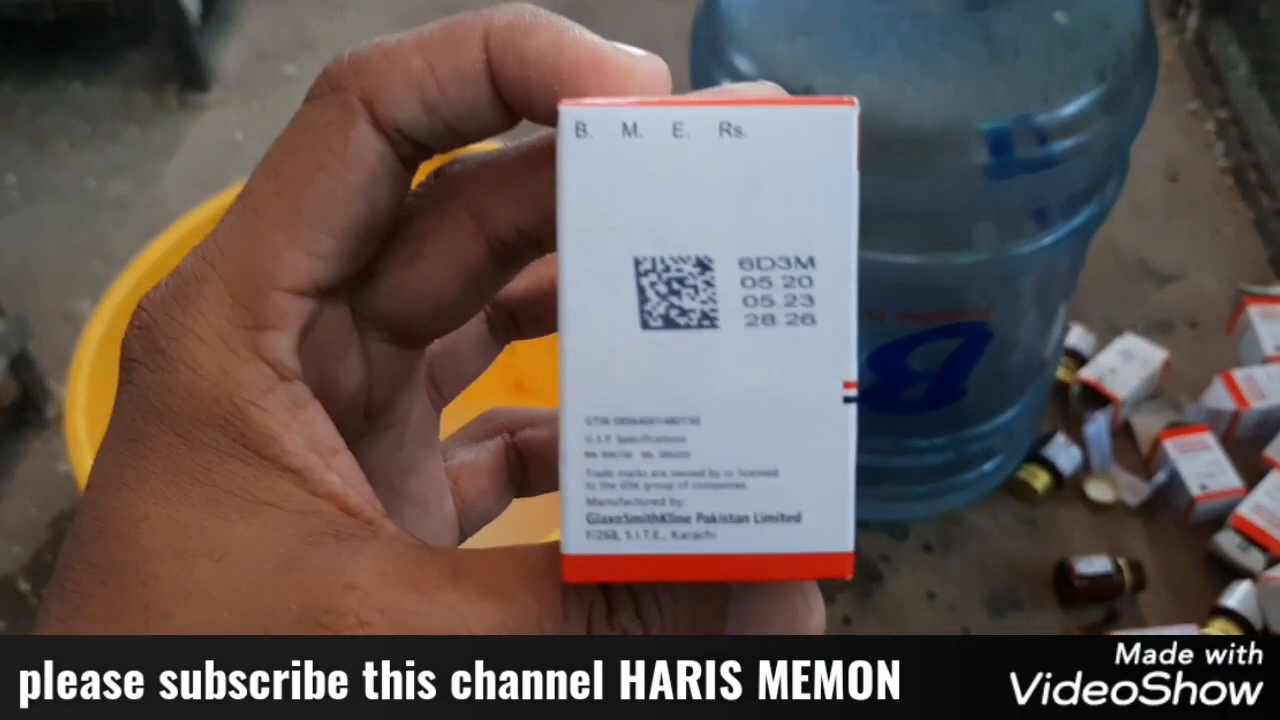 B. M. E. Rs.
6D3M
05 20
05.23
28.26
U.S.P. Specifications
Trade marks are owned by or licensed
to the GSK group of companies.
Manufactured by:
GlaxoSmithKline Pakistan Limited
F/268, S.I.T.E., Karachi
B
please subscribe this channel HARIS MEMON
Made with
VideoShow